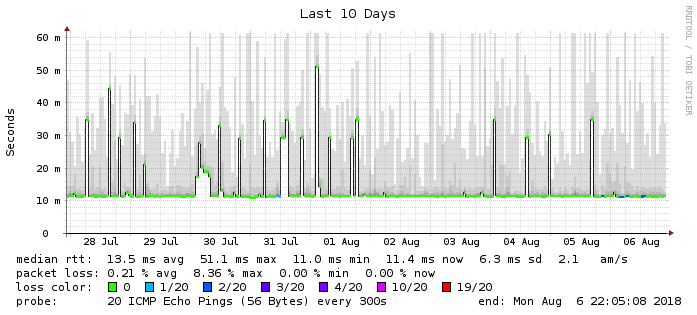 Last 10 Days
RRDTOOL / TOBI OETIKER
Seconds
60 m
50 m
40 m
30 m
20 m
10 m
0
28 Jul 29 Jul 30 Jul 31 Jul 01 Aug 02 Aug 03 Aug 04 Aug 05 Aug 06 Aug
median rtt: 13.5 ms avg 51.1 ms max 11.0 ms min 11.4 ms now 6.3 ms sd 2.1 am/s
packet loss: 0.21 % avg 8.36 % max 0.00 % min 0.00 % now
loss color: 0 1/20 2/20 3/20 4/20 10/20 19/20
probe: 20 ICMP Echo Pings (56 Bytes) every 300s end: Mon Aug 6 22:05:08 2018